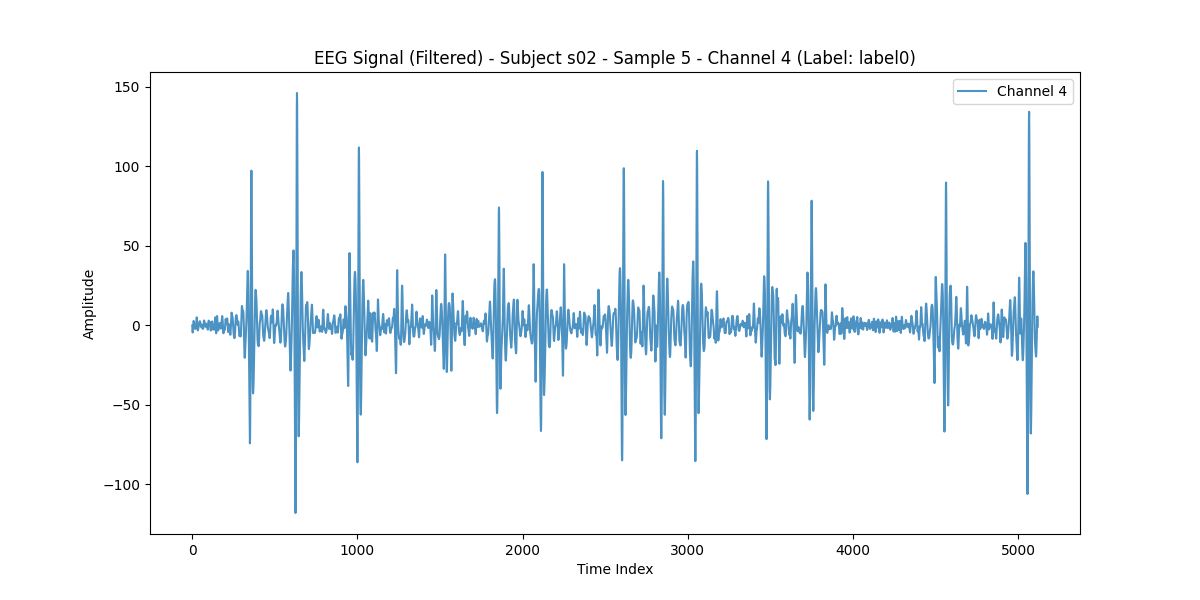 EEG Signal (Filtered) - Subject s02 - Sample 5 - Channel 4 (Label: label0)
Channel 4
150
100
50
0
−50
−100
Amplitude
0 1000 2000 3000 4000 5000
Time Index